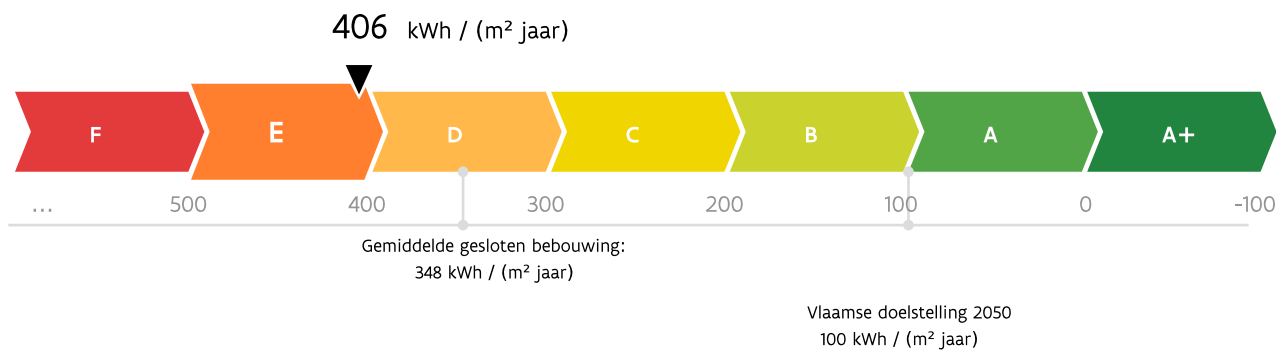 406 kWh / (m² jaar)
F E D C B A A+
... 500 400 300 200 100 0 -100
Gemiddelde gesloten bebouwing:
348 kWh / (m² jaar)
Vlaamse doelstelling 2050
100 kWh / (m² jaar)